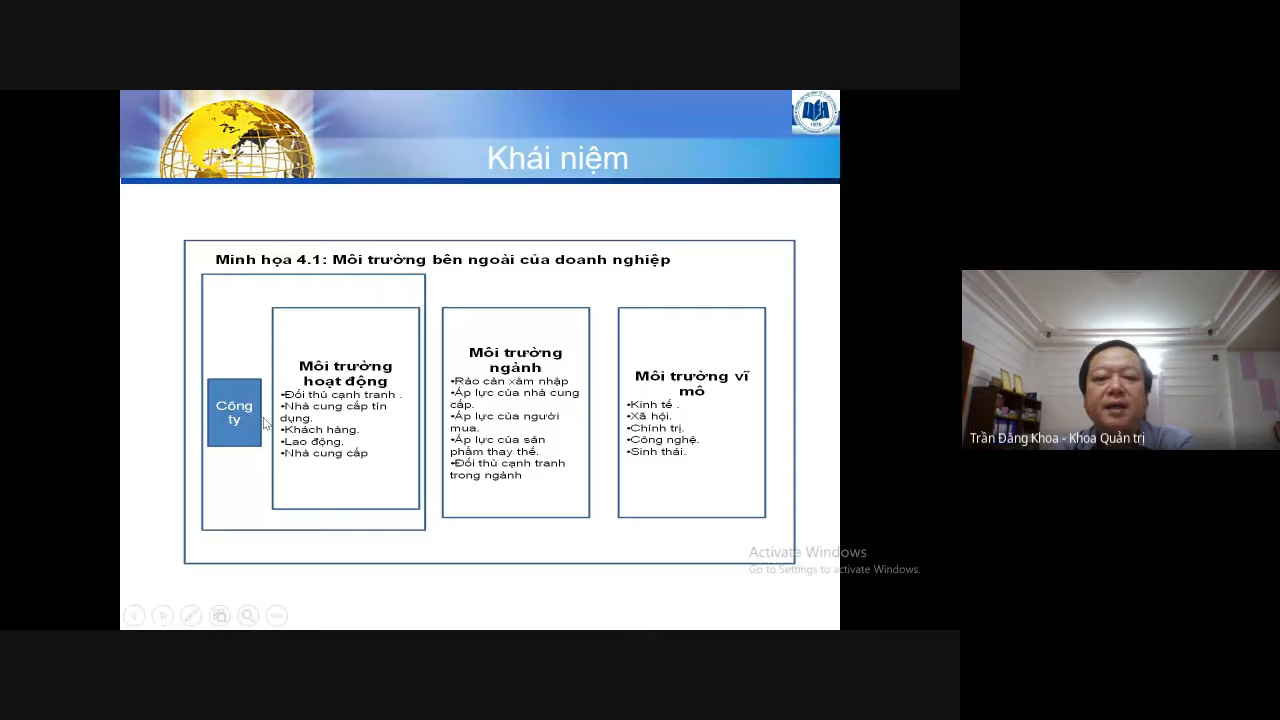 Khái niệm
Minh họa 4.1: Môi trường bên ngoài của doanh nghiệp
Công
ty
Môi trường
hoạt động
•Đối thủ cạnh tranh .
•Nhà cung cấp tín
dụng.
•Khách hàng.
•Lao động.
•Nhà cung cấp
Môi trường
ngành
•Rào cản xâm nhập
•Áp lực của nhà cung
cấp.
•Áp lực của người
mua.
•Áp lực của sản
phẩm thay thế.
•Đối thủ cạnh tranh
trong ngành
Môi trường vĩ
mô
•Kinh tế .
•Xã hội.
•Chính trị.
•Công nghệ.
•Sinh thái.
Activate Windows
Go to Settings to activate Windows.
Trần Đăng Khoa - Khoa Quản trị
1976